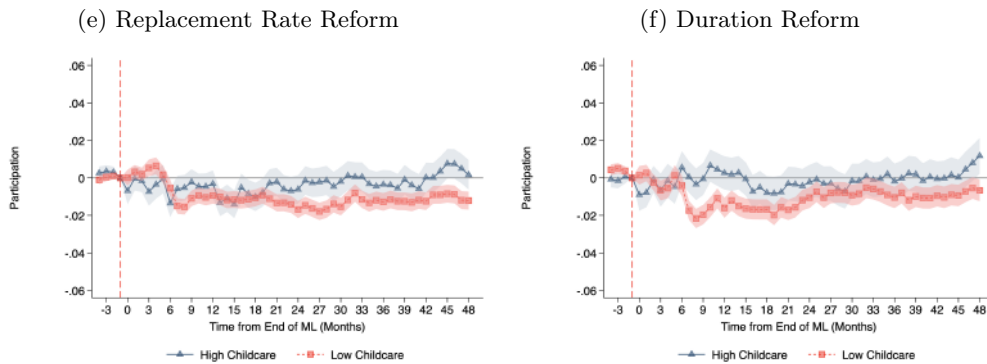 (e) Replacement Rate Reform
(f) Duration Reform
Participation
.06
.04
.02
0
-.02
-.04
-.06
-3 0 3 6 9 12 15 18 21 24 27 30 33 36 39 42 45 48
Time from End of ML (Months)
High Childcare Low Childcare
Participation
.06
.04
.02
0
-.02
-.04
-.06
-3 0 3 6 9 12 15 18 21 24 27 30 33 36 39 42 45 48
Time from End of ML (Months)
High Childcare Low Childcare